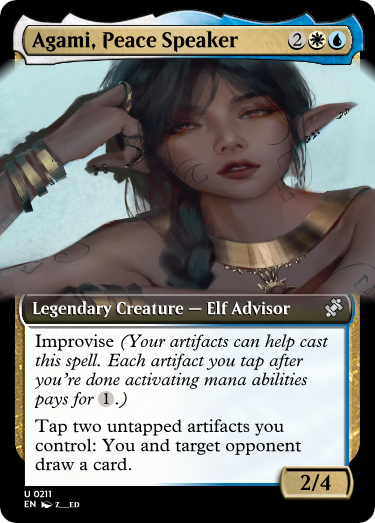 Agami, Peace Speaker 2
Legendary Creature — Elf Advisor
Improvise (Your artifacts can help cast
this spell. Each artifact you tap after
you're done activating mana abilities
pays for 1.)
Tap two untapped artifacts you
control: You and target opponent
draw a card.
2/4
U 0211
EN Z__ED